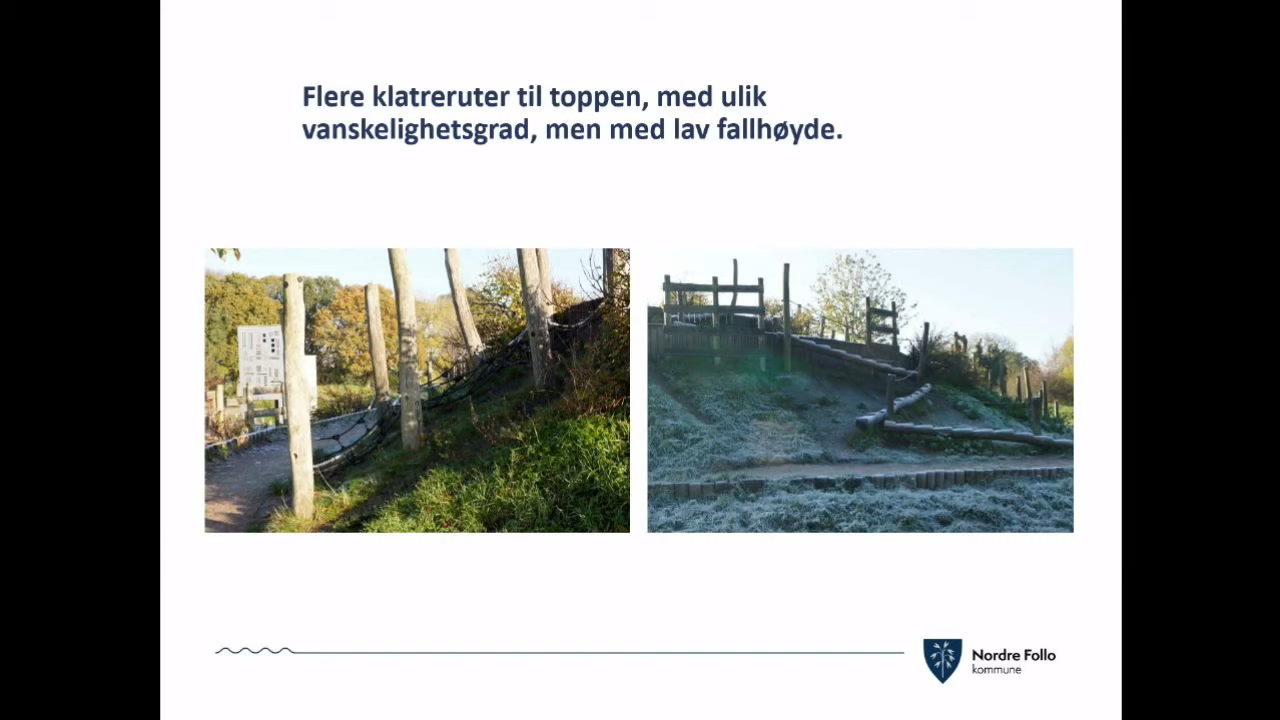 Flere klatreruter til toppen, med ulik
vanskelighetsgrad, men med lav fallhøyde.
Nordre Follo
kommune